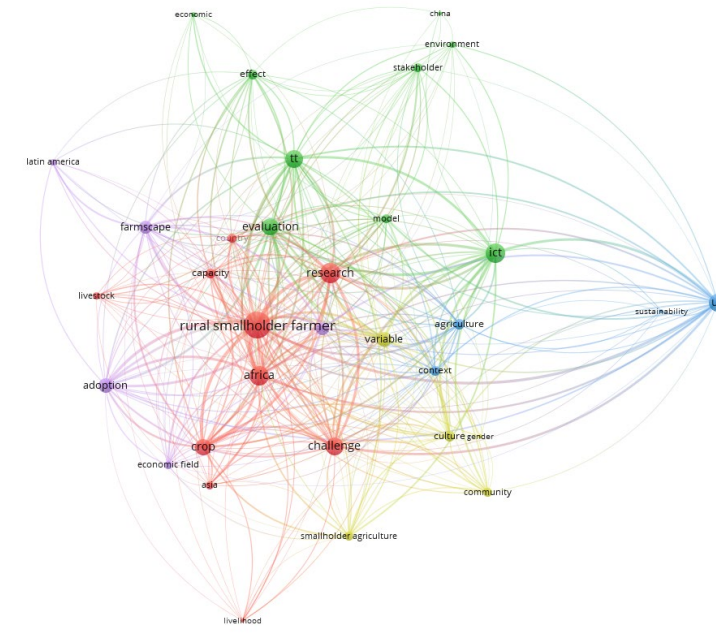 economic
china
environment
stakeholder
effect
tt
latin america
farmscape
evaluation
model
ict
capacity
research
livestock
sustainability
rural smallholder farmer
agriculture
variable
context
africa
adoption
culture
gender
crop
challenge
economic field
asia
community
smallholder agriculture
livelihood